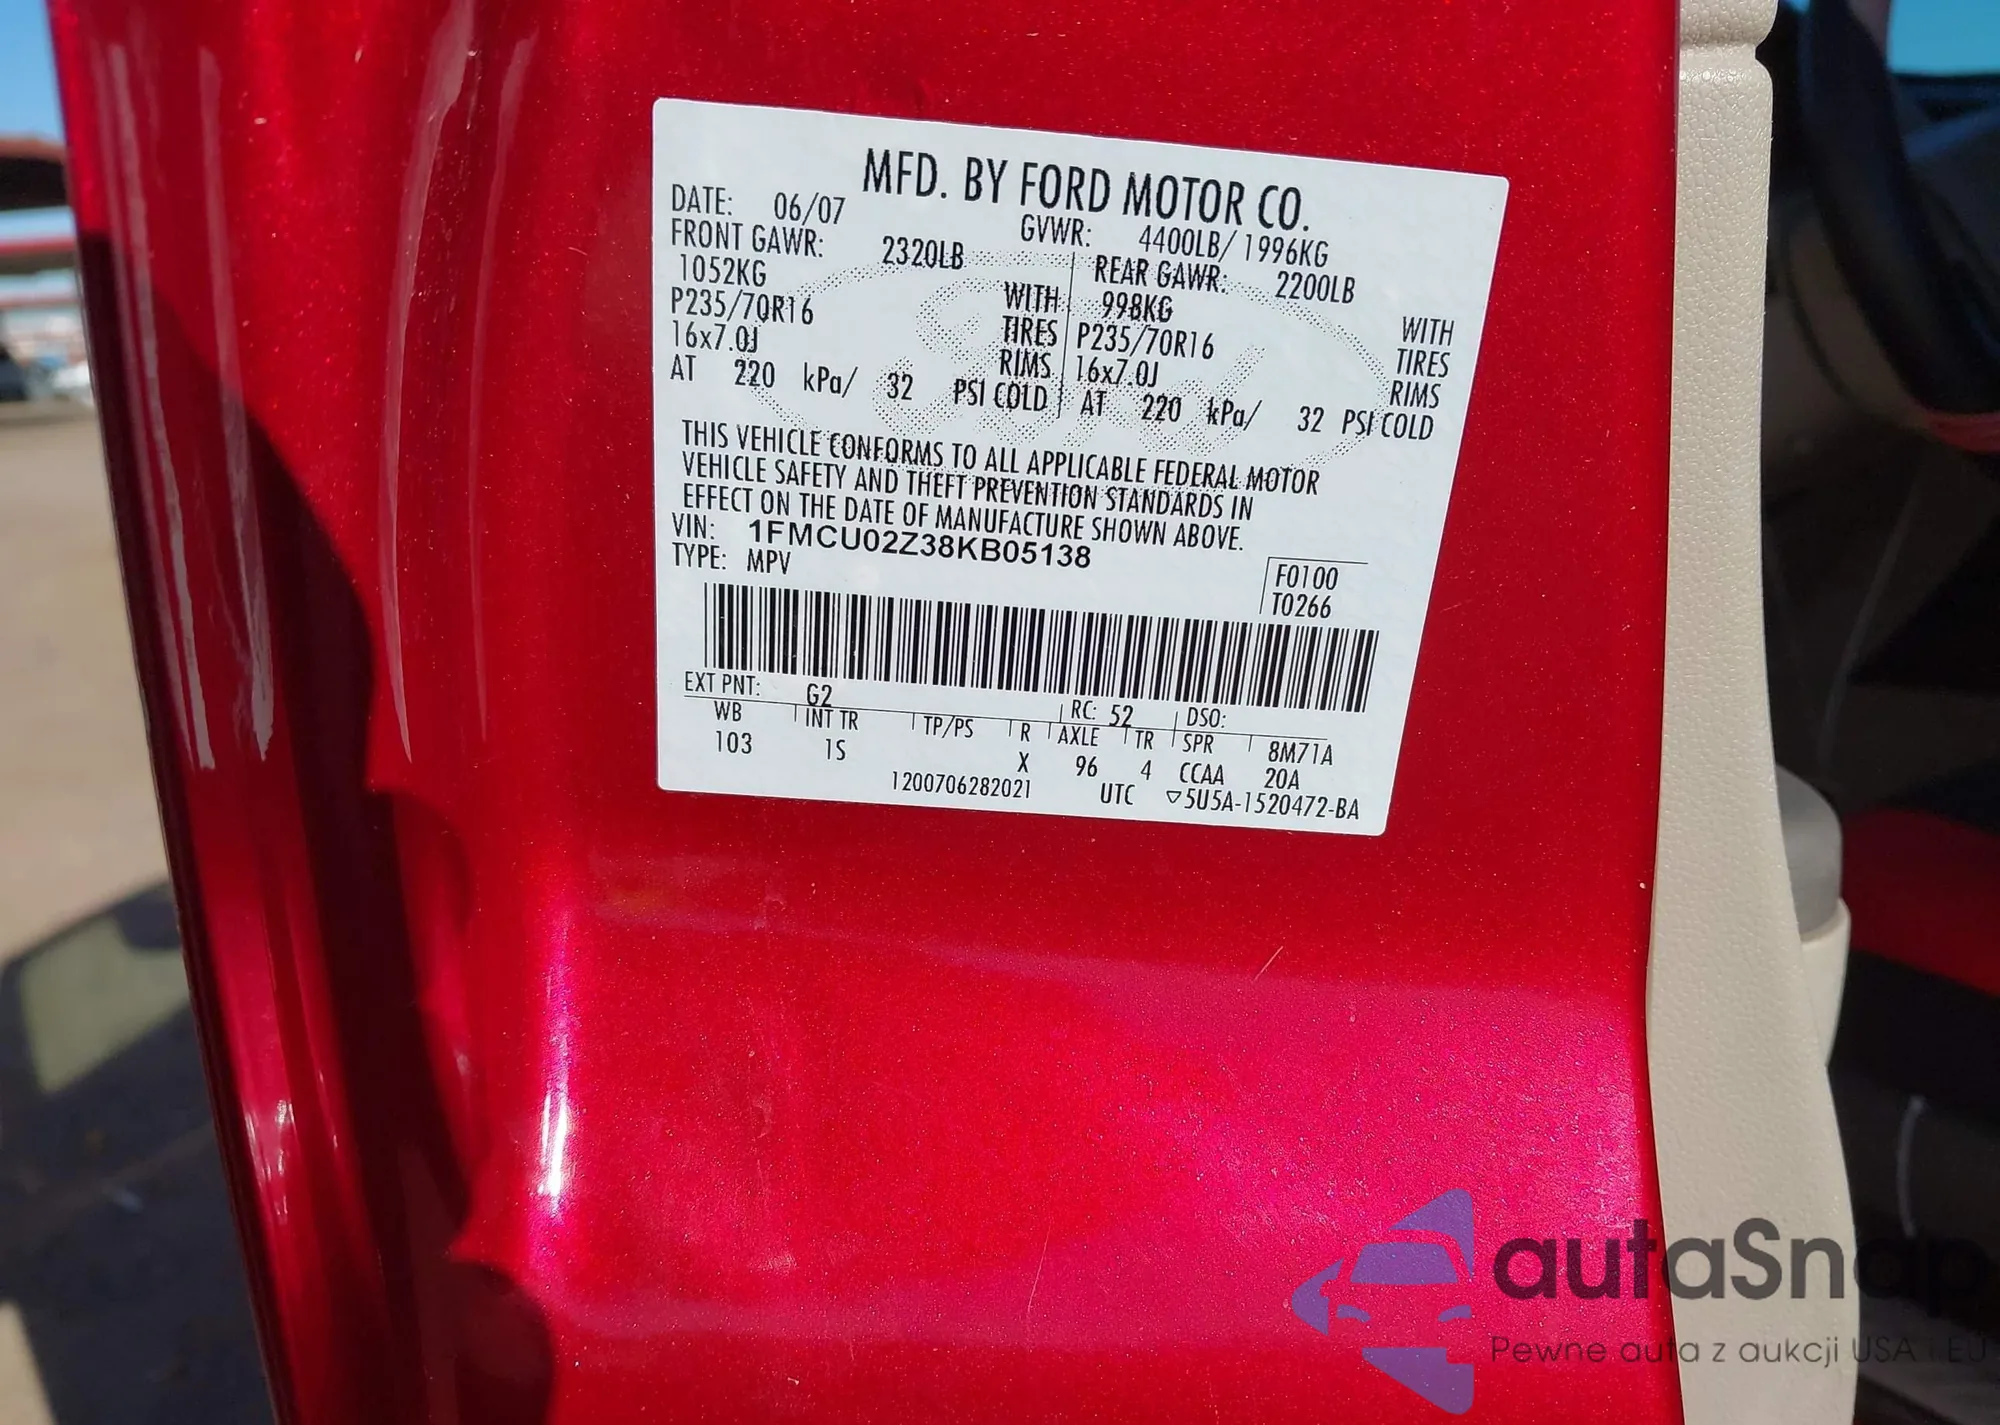 MFD. BY FORD MOTOR CO.
DATE: 06/07 GVWR: 4400LB/ 1996KG
FRONT GAWR: 2320LB REAR GAWR: 2200LB
1052KG WITH 998KG WITH
P235/70R16 TIRES P235/70R16 TIRES
16x7.0J RIMS 16x7.0J RIMS
AT 220 kPa/ 32 PSI COLD AT 220 kPa/ 32 PSI COLD
THIS VEHICLE CONFORMS TO ALL APPLICABLE FEDERAL MOTOR
VEHICLE SAFETY AND THEFT PREVENTION STANDARDS IN
EFFECT ON THE DATE OF MANUFACTURE SHOWN ABOVE.
VIN: 1FMCU02Z38KB05138
TYPE: MPV
F0100
T0266
EXT PNT: G2 RC: 52 DSO:
WB INT TR TP/PS R AXLE TR SPR 8M71A
103 1S X 96 4 CCAA 20A
1200706282021 UTC ▽5U5A-1520472-BA
autaSnap
Pewne auta z aukcji USA i EU